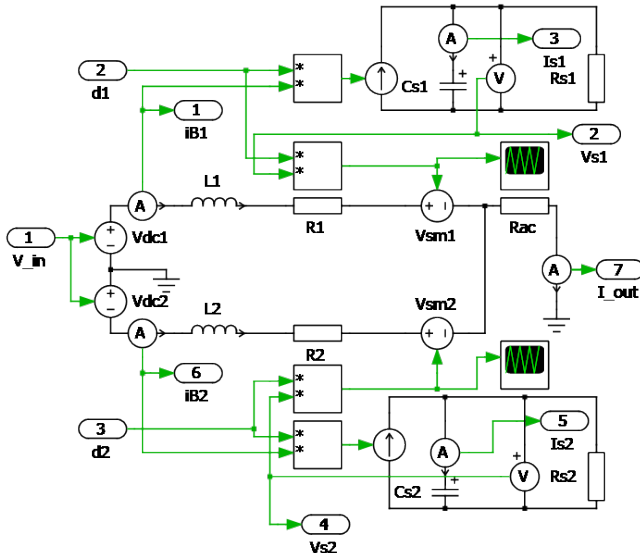 A
3
Is1
2
d1
*
*
Cs1
+
+
V
Rs1
1
iB1
2
Vs1
*
*
L1
A
R1
+ -
Vsm1
Rac
1
V_in
+
-
Vdc1
A
7
I_out
+
-
Vdc2
L2
Vsm2
A
R2
+ -
6
iB2
*
*
3
d2
*
*
5
Is2
A
Cs2
+
+
V
Rs2
4
Vs2